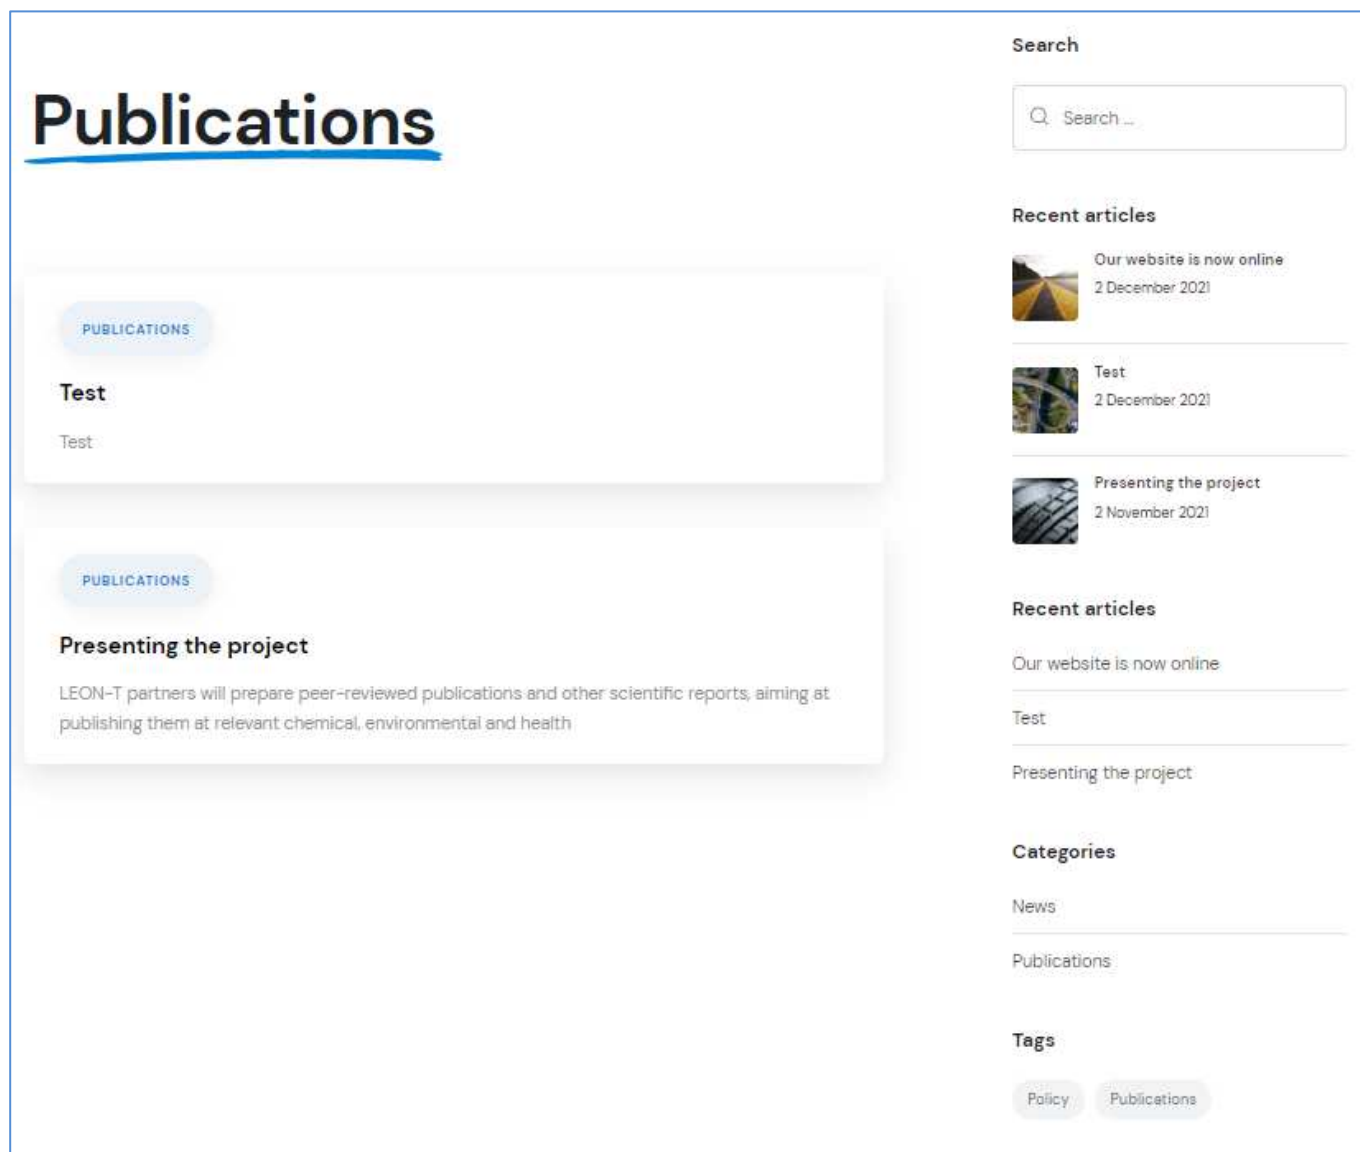 Publications
PUBLICATIONS
Test
Test
PUBLICATIONS
Presenting the project
LEON-T partners will prepare peer-reviewed publications and other scientific reports, aiming at
publishing them at relevant chemical, environmental and health
Search
Search ...
Recent articles
Our website is now online
2 December 2021
Test
2 December 2021
Presenting the project
2 November 2021
Recent articles
Our website is now online
Test
Presenting the project
Categories
News
Publications
Tags
Policy Publications